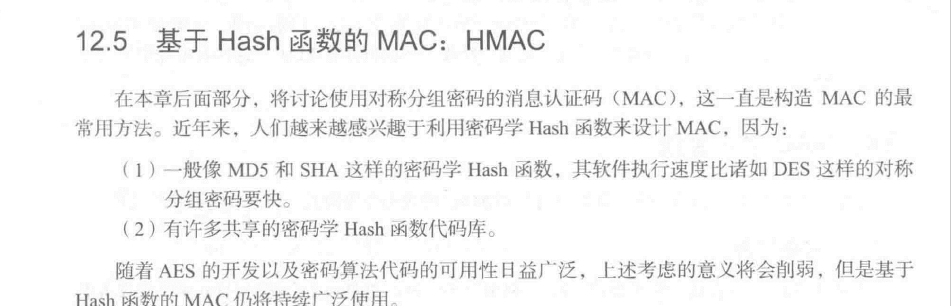 12.5 基于 Hash 函数的 MAC：HMAC
在本章后面部分，将讨论使用对称分组密码的消息认证码（MAC），这一直是构造 MAC 的最
常用方法。近年来，人们越来越感兴趣于利用密码学 Hash 函数来设计 MAC，因为：
（1）一般像 MD5 和 SHA 这样的密码学 Hash 函数，其软件执行速度比诸如 DES 这样的对称
分组密码要快。
（2）有许多共享的密码学 Hash 函数代码库。
随着 AES 的开发以及密码算法代码的可用性日益广泛，上述考虑的意义将会削弱，但是基于
Hash 函数的 MAC 仍将持续广泛使用。